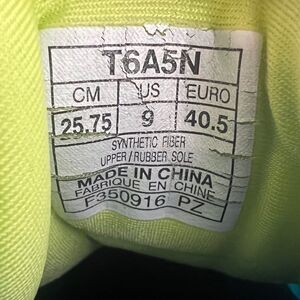 T6A5N
CM US EURO
25.75 9 40.5
SYNTHETIC FIBER
UPPER/RUBBER SOLE
MADE IN CHINA
FABRIQUE EN CHINE
F350916 PZ